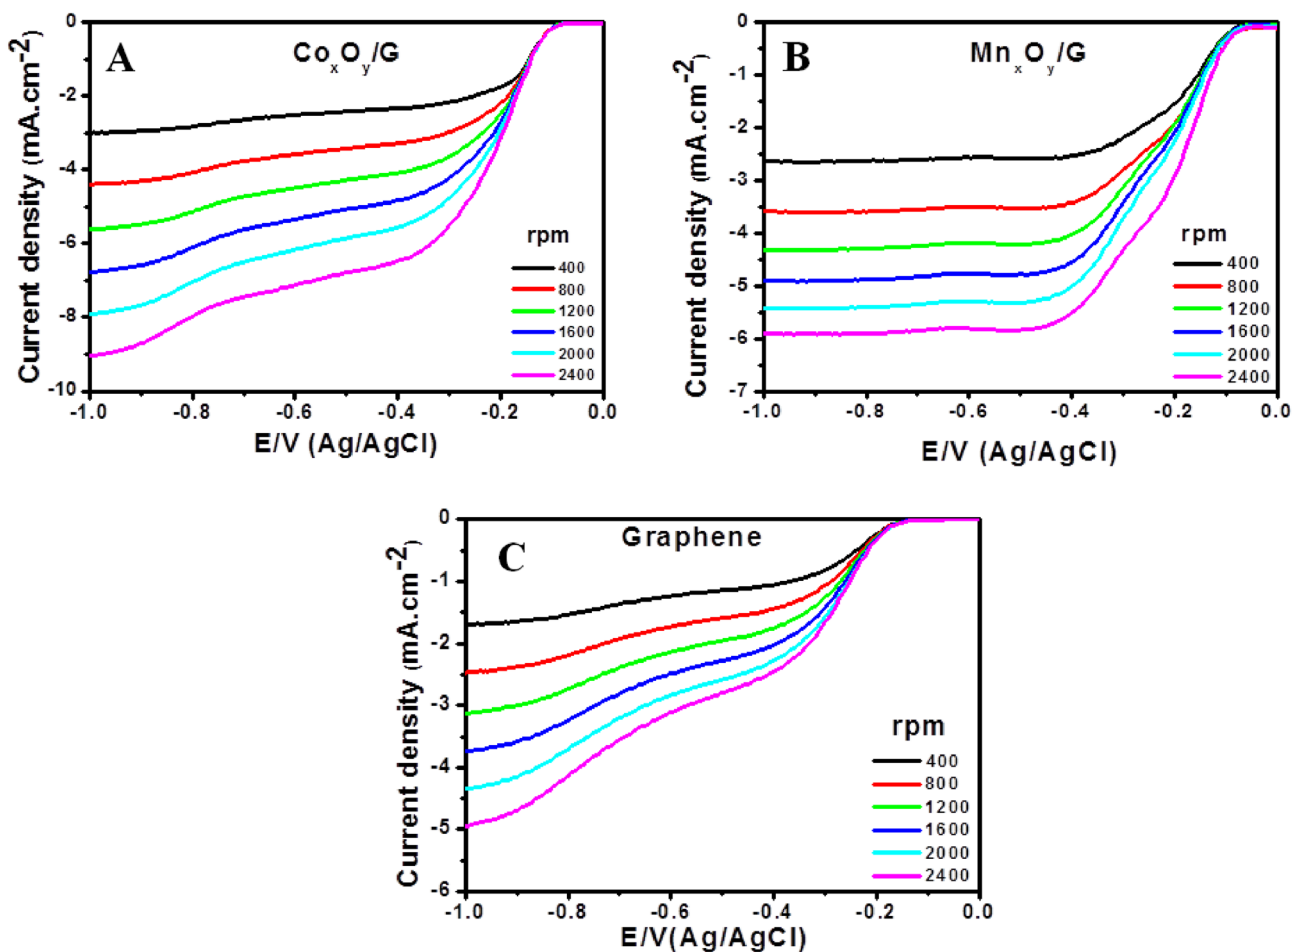 A
Co_xO_y/G
Current density (mA.cm^-2)
0
-2
-4
-6
-8
-10
rpm
400
800
1200
1600
2000
2400
-1.0 -0.8 -0.6 -0.4 -0.2 0.0
E/V (Ag/AgCl)
B
Mn_xO_y/G
Current density (mA.cm^-2)
0
-1
-2
-3
-4
-5
-6
-7
rpm
400
800
1200
1600
2000
2400
-1.0 -0.8 -0.6 -0.4 -0.2 0.0
E/V (Ag/AgCl)
C
Graphene
Current density (mA.cm^-2)
0
-1
-2
-3
-4
-5
-6
rpm
400
800
1200
1600
2000
2400
-1.0 -0.8 -0.6 -0.4 -0.2 0.0
E/V(Ag/AgCl)